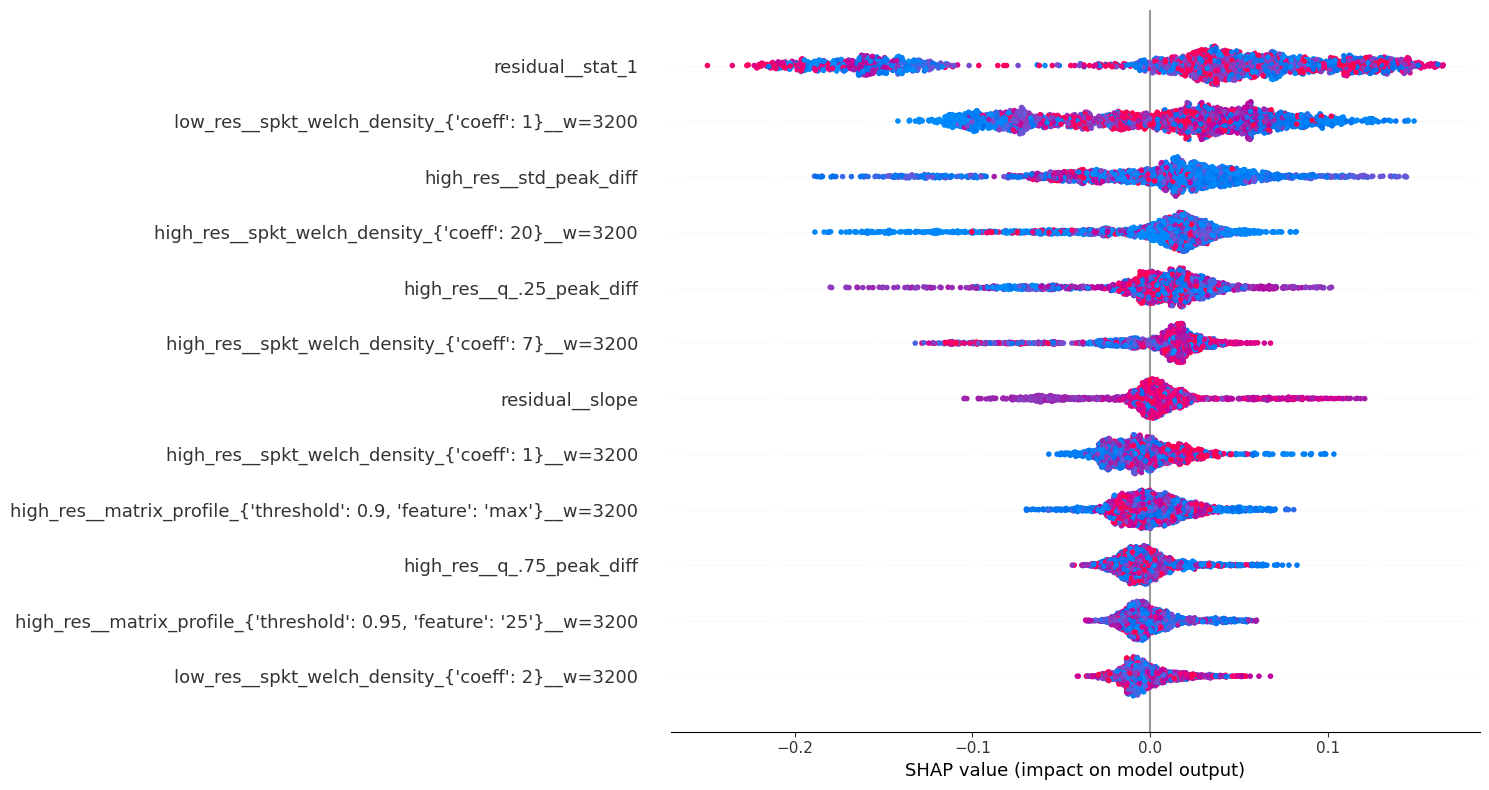 residual__stat_1
low_res__spkt_welch_density_{'coeff': 1}__w=3200
high_res__std_peak_diff
high_res__spkt_welch_density_{'coeff': 20}__w=3200
high_res__q_.25_peak_diff
high_res__spkt_welch_density_{'coeff': 7}__w=3200
residual__slope
high_res__spkt_welch_density_{'coeff': 1}__w=3200
high_res__matrix_profile_{'threshold': 0.9, 'feature': 'max'}__w=3200
high_res__q_.75_peak_diff
high_res__matrix_profile_{'threshold': 0.95, 'feature': '25'}__w=3200
low_res__spkt_welch_density_{'coeff': 2}__w=3200
−0.2 −0.1 0.0 0.1
SHAP value (impact on model output)